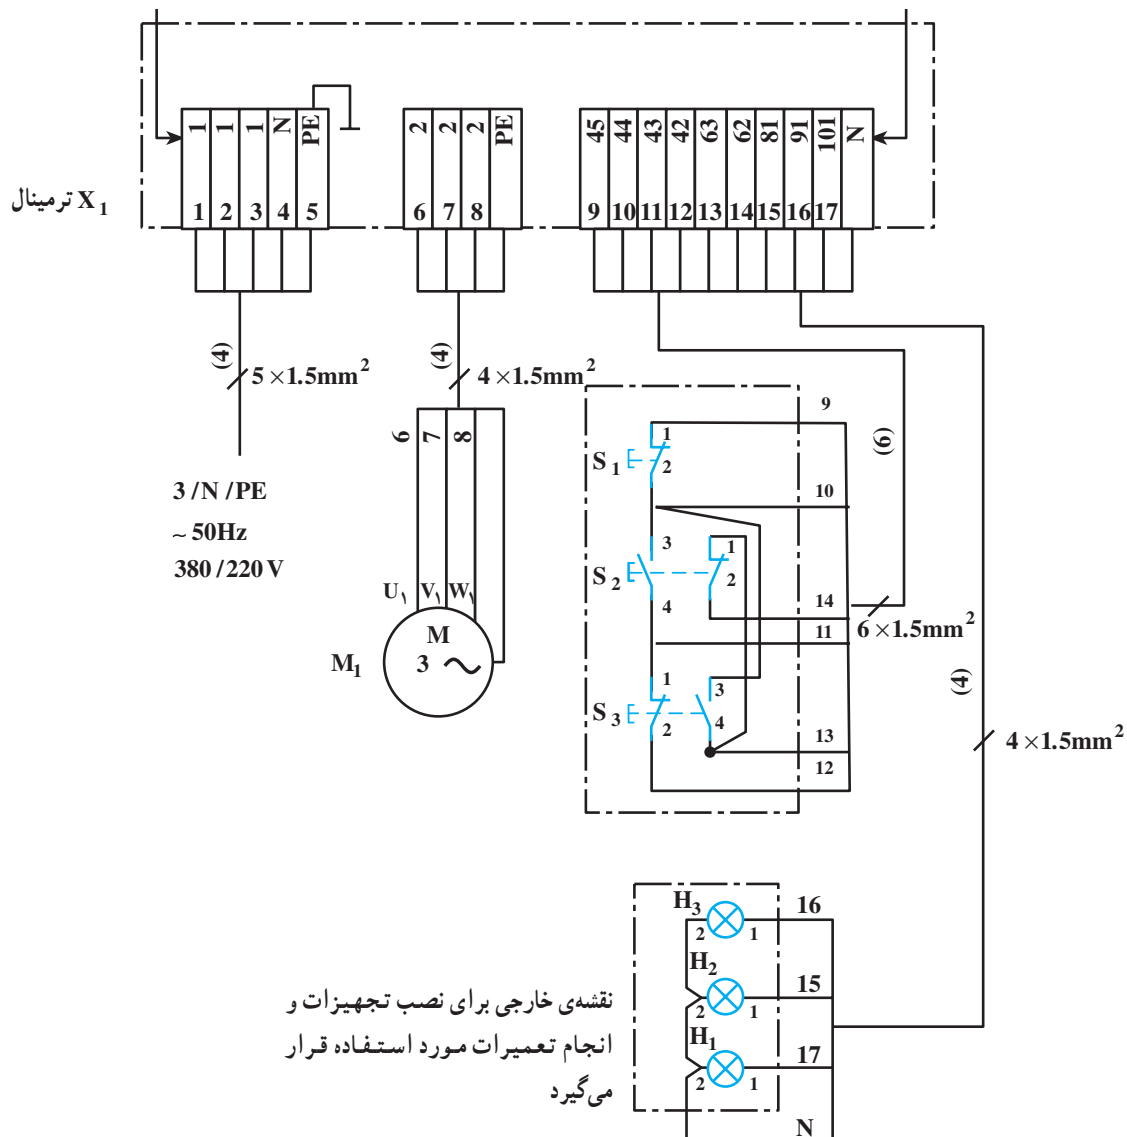 1 1 1 N PE
2 2 2 PE
45 44 43 42 63 62 81 91 101 N
ترمینال X1
1 2 3 4 5
6 7 8
9 10 11 12 13 14 15 16 17
(4)
5×1.5mm²
(4)
4×1.5mm²
(6)
6×1.5mm²
(4)
4×1.5mm²
3/N/PE
~50Hz
380/220V
6 7 8
U۱ V۱ W۱
M
3
M1
9
S1
1
2
10
3
1
S2
2
4
14
11
1
3
S3
2
4
13
12
H3
2 1
16
H2
2 1
15
H1
2 1
17
N
نقشه‌ی خارجی برای نصب تجهیزات و
انجام تعمیرات مورد استفاده قرار
می‌گیرد